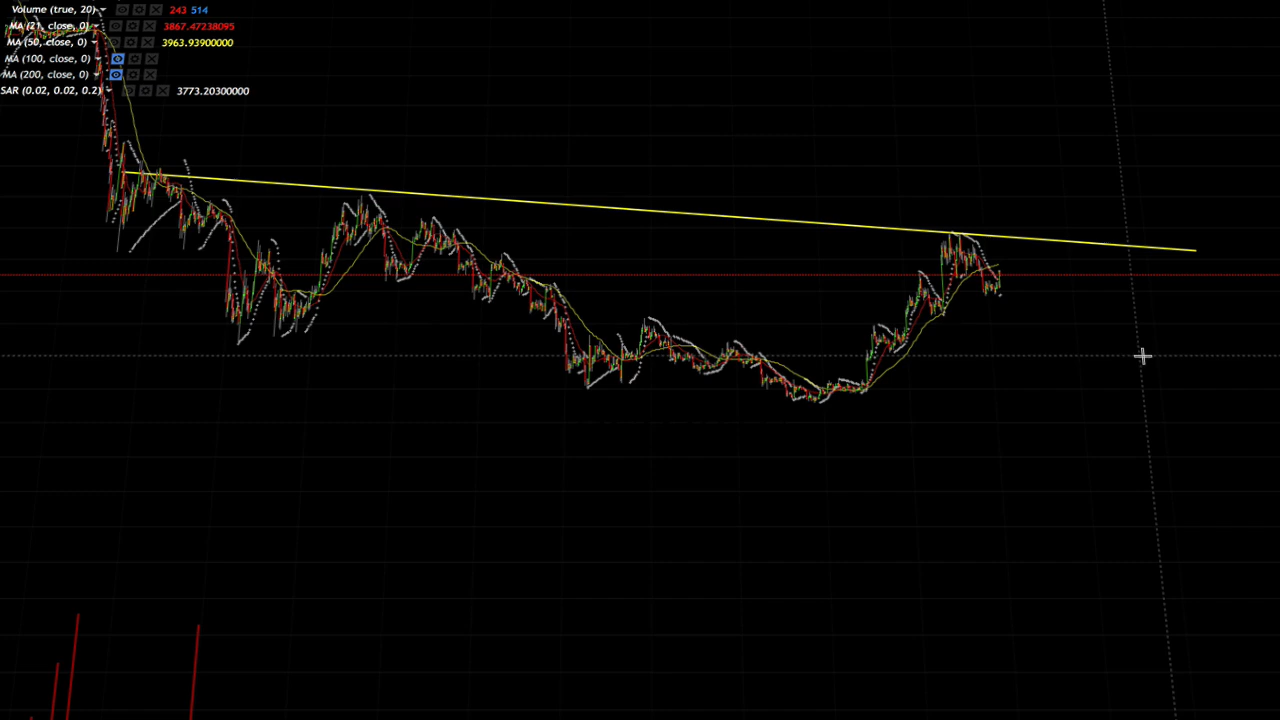 Volume (true, 20) 243 514
MA (21, close, 0) 3867.47238095
MA (50, close, 0) 3963.93900000
MA (100, close, 0)
MA (200, close, 0)
SAR (0.02, 0.02, 0.2) 3773.20300000